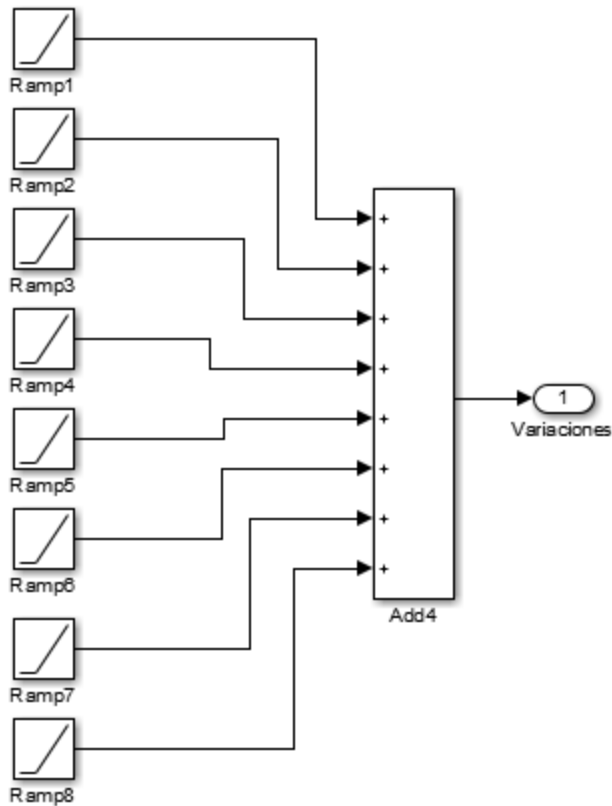 Ramp1
Ramp2
Ramp3
Ramp4
Ramp5
Ramp6
Ramp7
Ramp8
+
+
+
+
+
+
+
+
Add4
1
Variaciones